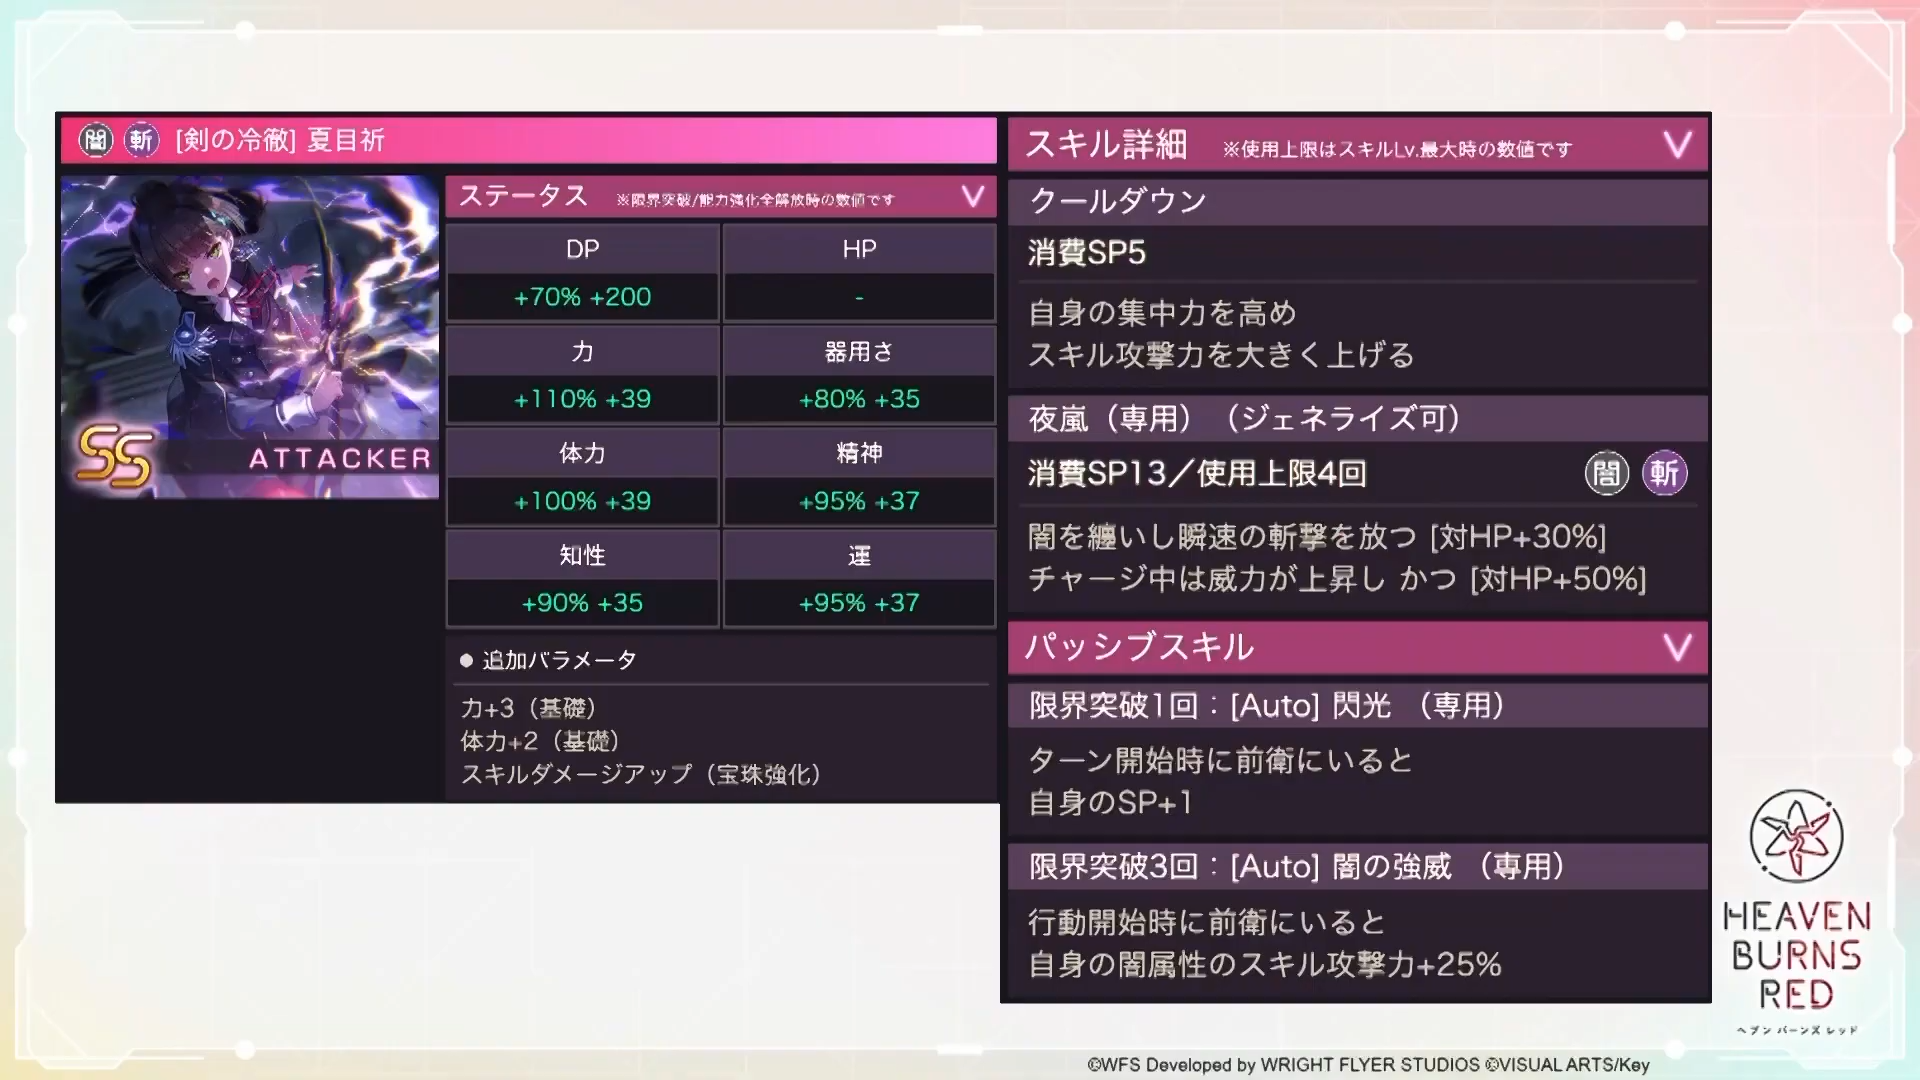 闇 斬 [剣の冷徹] 夏目祈
SS
ATTACKER
ステータス ※限界突破/能力強化全解放時の数値です
DP HP
+70% +200 -
力 器用さ
+110% +39 +80% +35
体力 精神
+100% +39 +95% +37
知性 運
+90% +35 +95% +37
● 追加パラメータ
力+3（基礎）
体力+2（基礎）
スキルダメージアップ（宝珠強化）
スキル詳細 ※使用上限はスキルLv.最大時の数値です
クールダウン
消費SP5
自身の集中力を高め
スキル攻撃力を大きく上げる
夜嵐（専用）（ジェネライズ可）
消費SP13／使用上限4回 闇 斬
闇を纏いし瞬速の斬撃を放つ [対HP+30%]
チャージ中は威力が上昇し かつ [対HP+50%]
パッシブスキル
限界突破1回：[Auto] 閃光 （専用）
ターン開始時に前衛にいると
自身のSP+1
限界突破3回：[Auto] 闇の強威 （専用）
行動開始時に前衛にいると
自身の闇属性のスキル攻撃力+25%
HEAVEN
BURNS
RED
ヘブン バーンズ レッド
©WFS Developed by WRIGHT FLYER STUDIOS ©VISUAL ARTS/Key